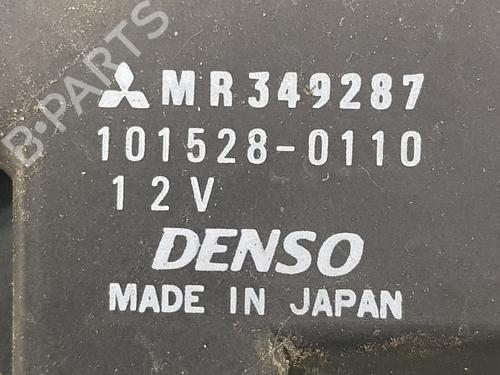 MR349287
101528-0110
12V
DENSO
MADE IN JAPAN
B-PARTS